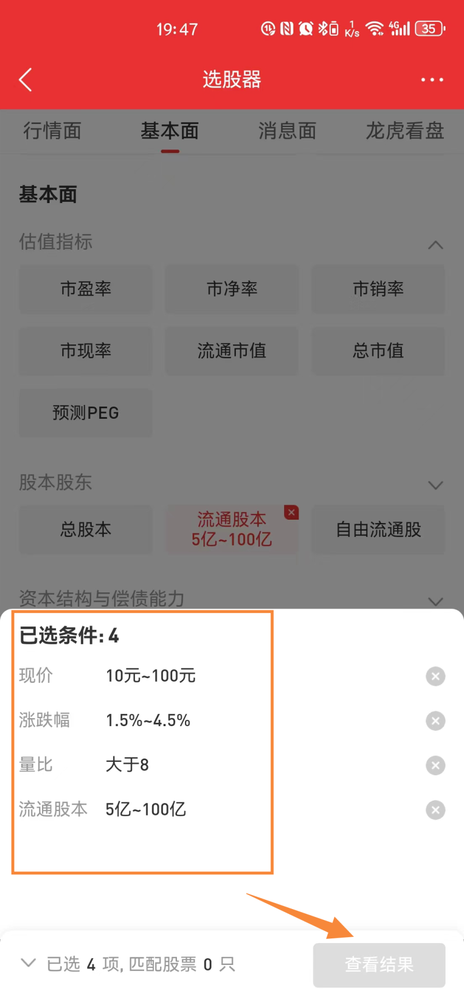 19:47 1 K/s 4G 35
选股器
行情面 基本面 消息面 龙虎看盘
基本面
估值指标
市盈率 市净率 市销率
市现率 流通市值 总市值
预测PEG
股本股东
总股本 流通股本 自由流通股
5亿~100亿
资本结构与偿债能力
已选条件: 4
现价 10元~100元
涨跌幅 1.5%~4.5%
量比 大于8
流通股本 5亿~100亿
已选 4 项, 匹配股票 0 只 查看结果